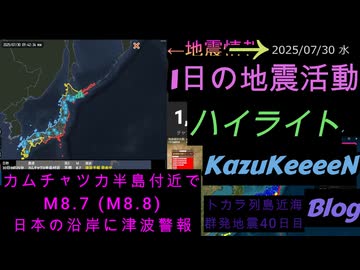 ←地震情報→ 2025/07/30 水
1日の地震活動
ハイライト
KazuKeeeeN
Blog
カムチャツカ半島付近で
M8.7 (M8.8)
日本の沿岸に津波警報
トカラ列島近海
群発地震40日目